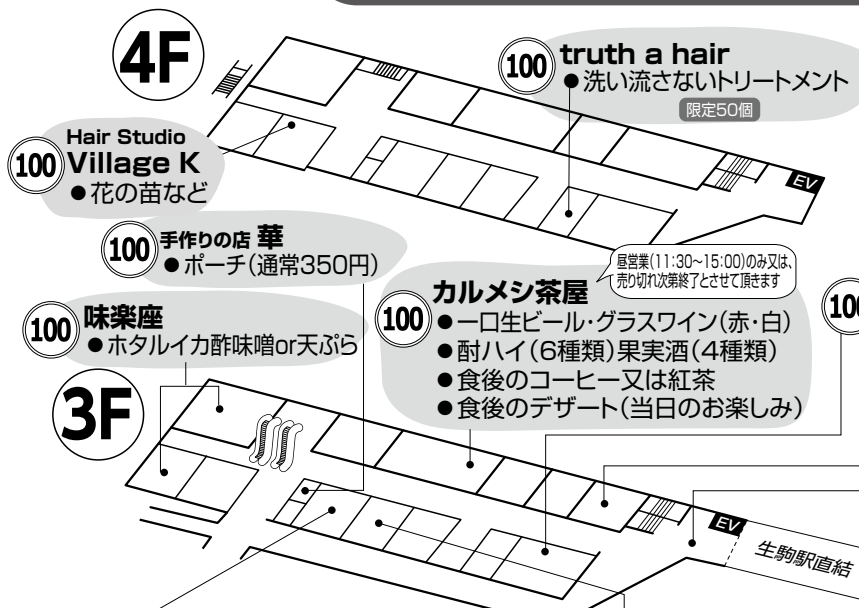 4F
100 truth a hair
●洗い流さないトリートメント
限定50個
EV
Hair Studio
100 Village K
●花の苗など
100 手作りの店 華
●ポーチ(通常350円)
100 味楽座
●ホタルイカ酢味噌or天ぷら
昼営業(11:30~15:00)のみ又は、
売り切れ次第終了とさせて頂きます
100 カルメシ茶屋
●一口生ビール・グラスワイン(赤・白)
●酎ハイ(6種類)果実酒(4種類)
●食後のコーヒー又は紅茶
●食後のデザート(当日のお楽しみ)
100
3F
EV
生駒駅直結